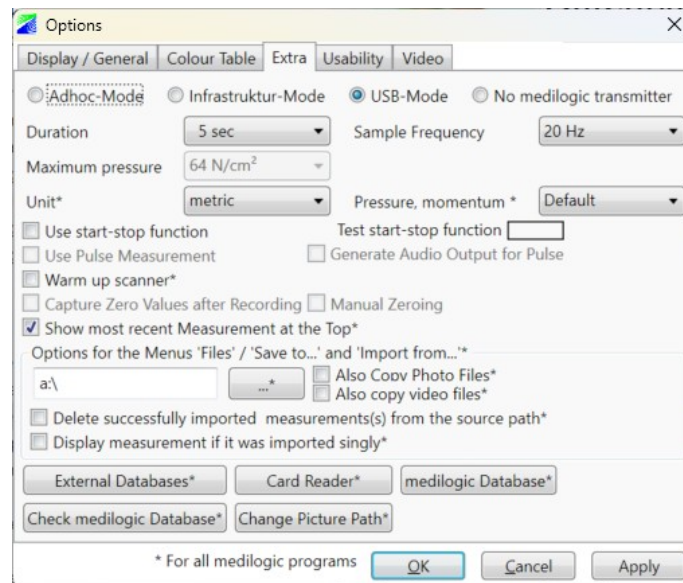 Options
Display / General Colour Table Extra Usability Video
Adhoc-Mode Infrastruktur-Mode USB-Mode No medilogic transmitter
Duration 5 sec Sample Frequency 20 Hz
Maximum pressure 64 N/cm²
Unit* metric Pressure, momentum * Default
Use start-stop function Test start-stop function
Use Pulse Measurement Generate Audio Output for Pulse
Warm up scanner*
Capture Zero Values after Recording Manual Zeroing
Show most recent Measurement at the Top*
Options for the Menus 'Files' / 'Save to...' and 'Import from...'*
a:\ ...* Also Copy Photo Files*
Also copy video files*
Delete successfully imported measurements(s) from the source path*
Display measurement if it was imported singly*
External Databases* Card Reader* medilogic Database*
Check medilogic Database* Change Picture Path*
* For all medilogic programs OK Cancel Apply